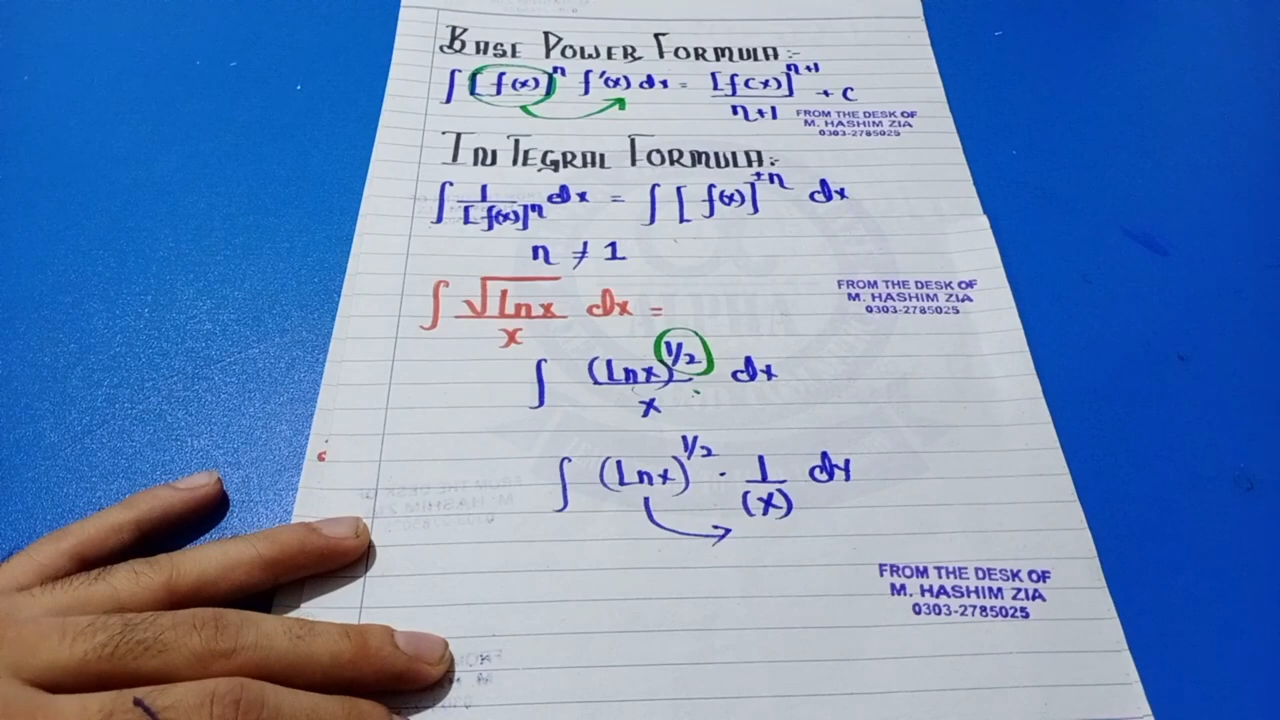 BASE POWER FORMULA:-
∫ [f(x)]^n f'(x) dx = [f(x)]^(n+1) / n+1 + C
FROM THE DESK OF
M. HASHIM ZIA
0303-2785025
INTEGRAL FORMULA:-
∫ 1/[f(x)]^n dx = ∫ [f(x)]^±n dx
n ≠ 1
∫ √Lnx / x dx =
FROM THE DESK OF
M. HASHIM ZIA
0303-2785025
∫ (Lnx)^1/2 / x dx
∫ (Lnx)^1/2 · 1/(x) dx
FROM THE DESK OF
M. HASHIM ZIA
0303-2785025